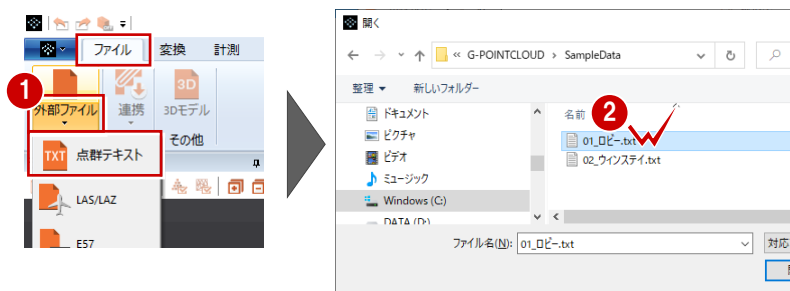 ファイル
変換
計測
1
外部ファイル
連携
3Dモデル
3D
その他
TXT 点群テキスト
LAS/LAZ
E57
開く
« G-POINTCLOUD › SampleData
整理
新しいフォルダー
ドキュメント
ピクチャ
ビデオ
ミュージック
Windows (C:)
DATA (D:)
名前
2
01_ロビー.txt
02_ウィンステイ.txt
ファイル名(N):
01_ロビー.txt
対応